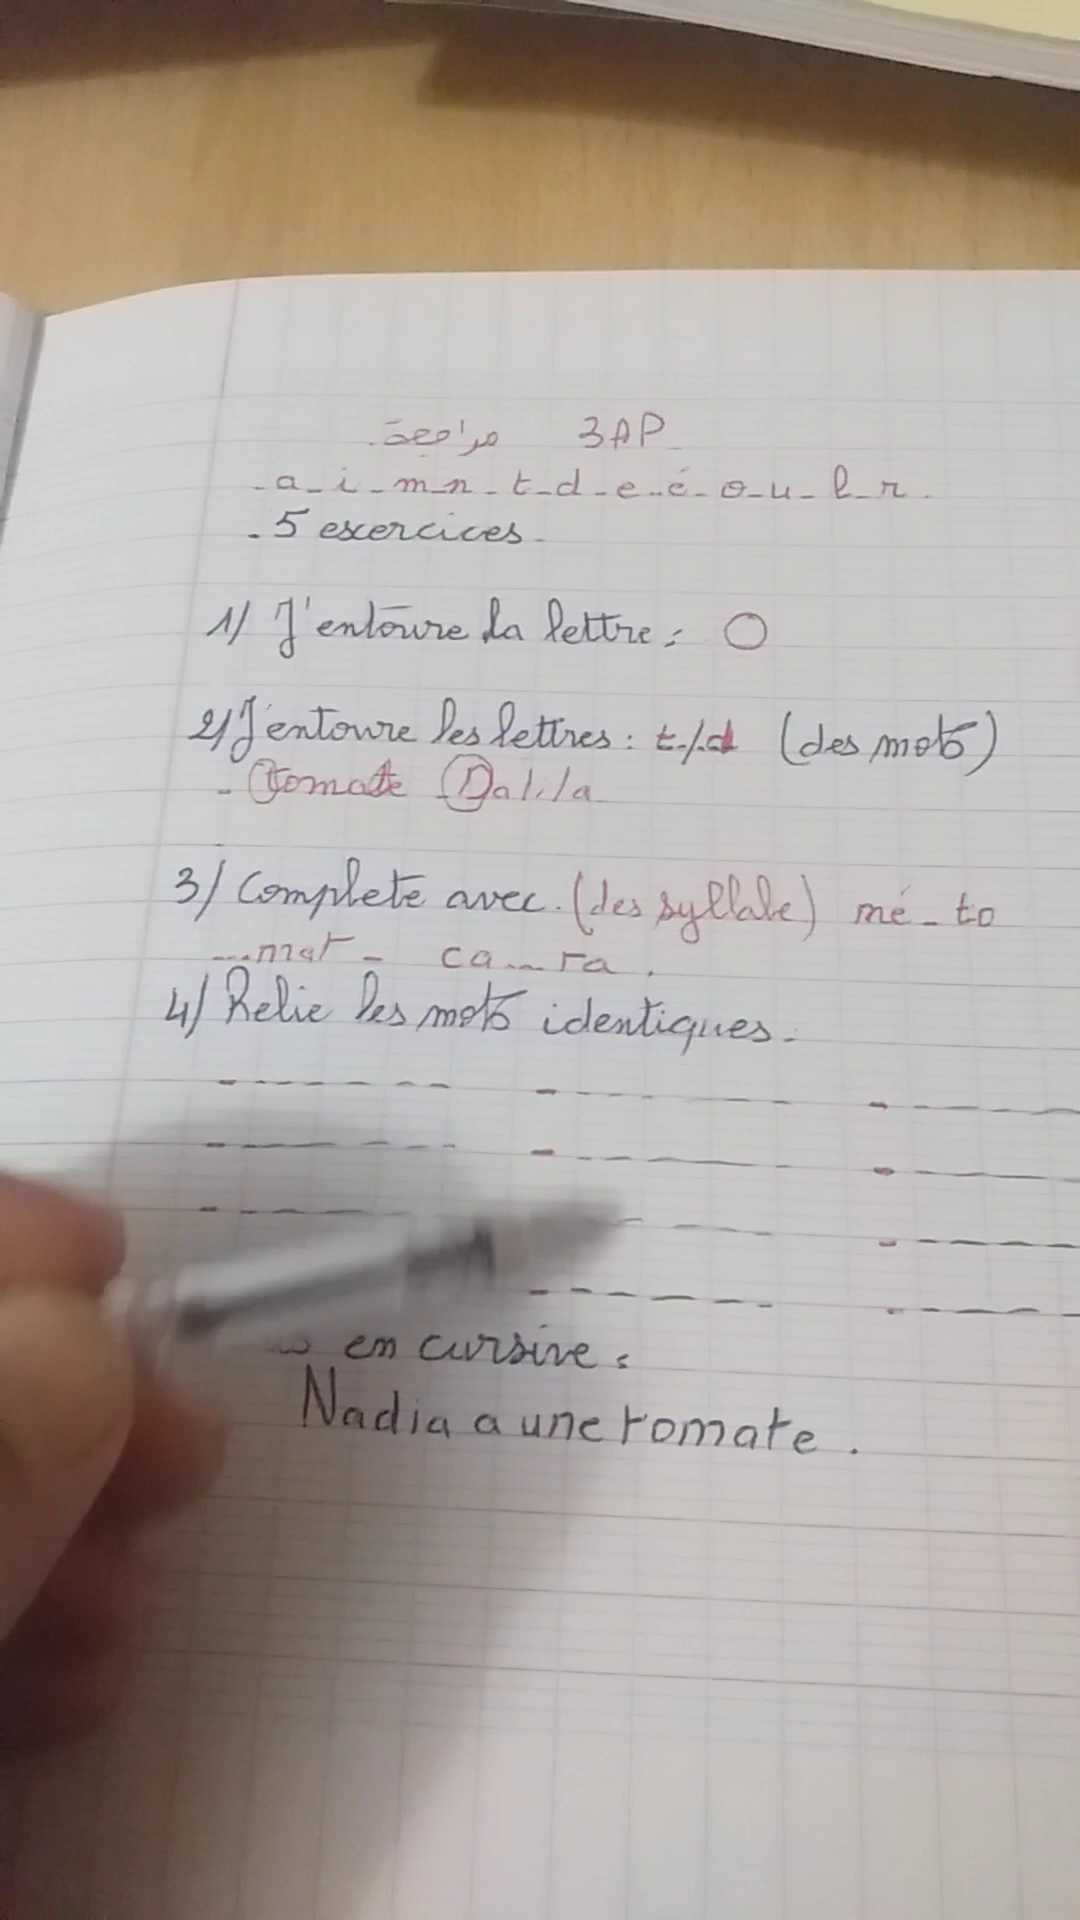 مراجعة. 3AP
.a-i-m-n-t-d-e-é-o-u-l-r.
.5 exercices.
1/ J'entoure la lettre: O
2/ J'entoure les lettres: t/d (des mots)
- tomate Dalila
3/ Complete avec. (des syllabe) mé-to
...mat- ca...ra.
4/ Relie les mots identiques.
en cursive:
Nadia a une tomate.